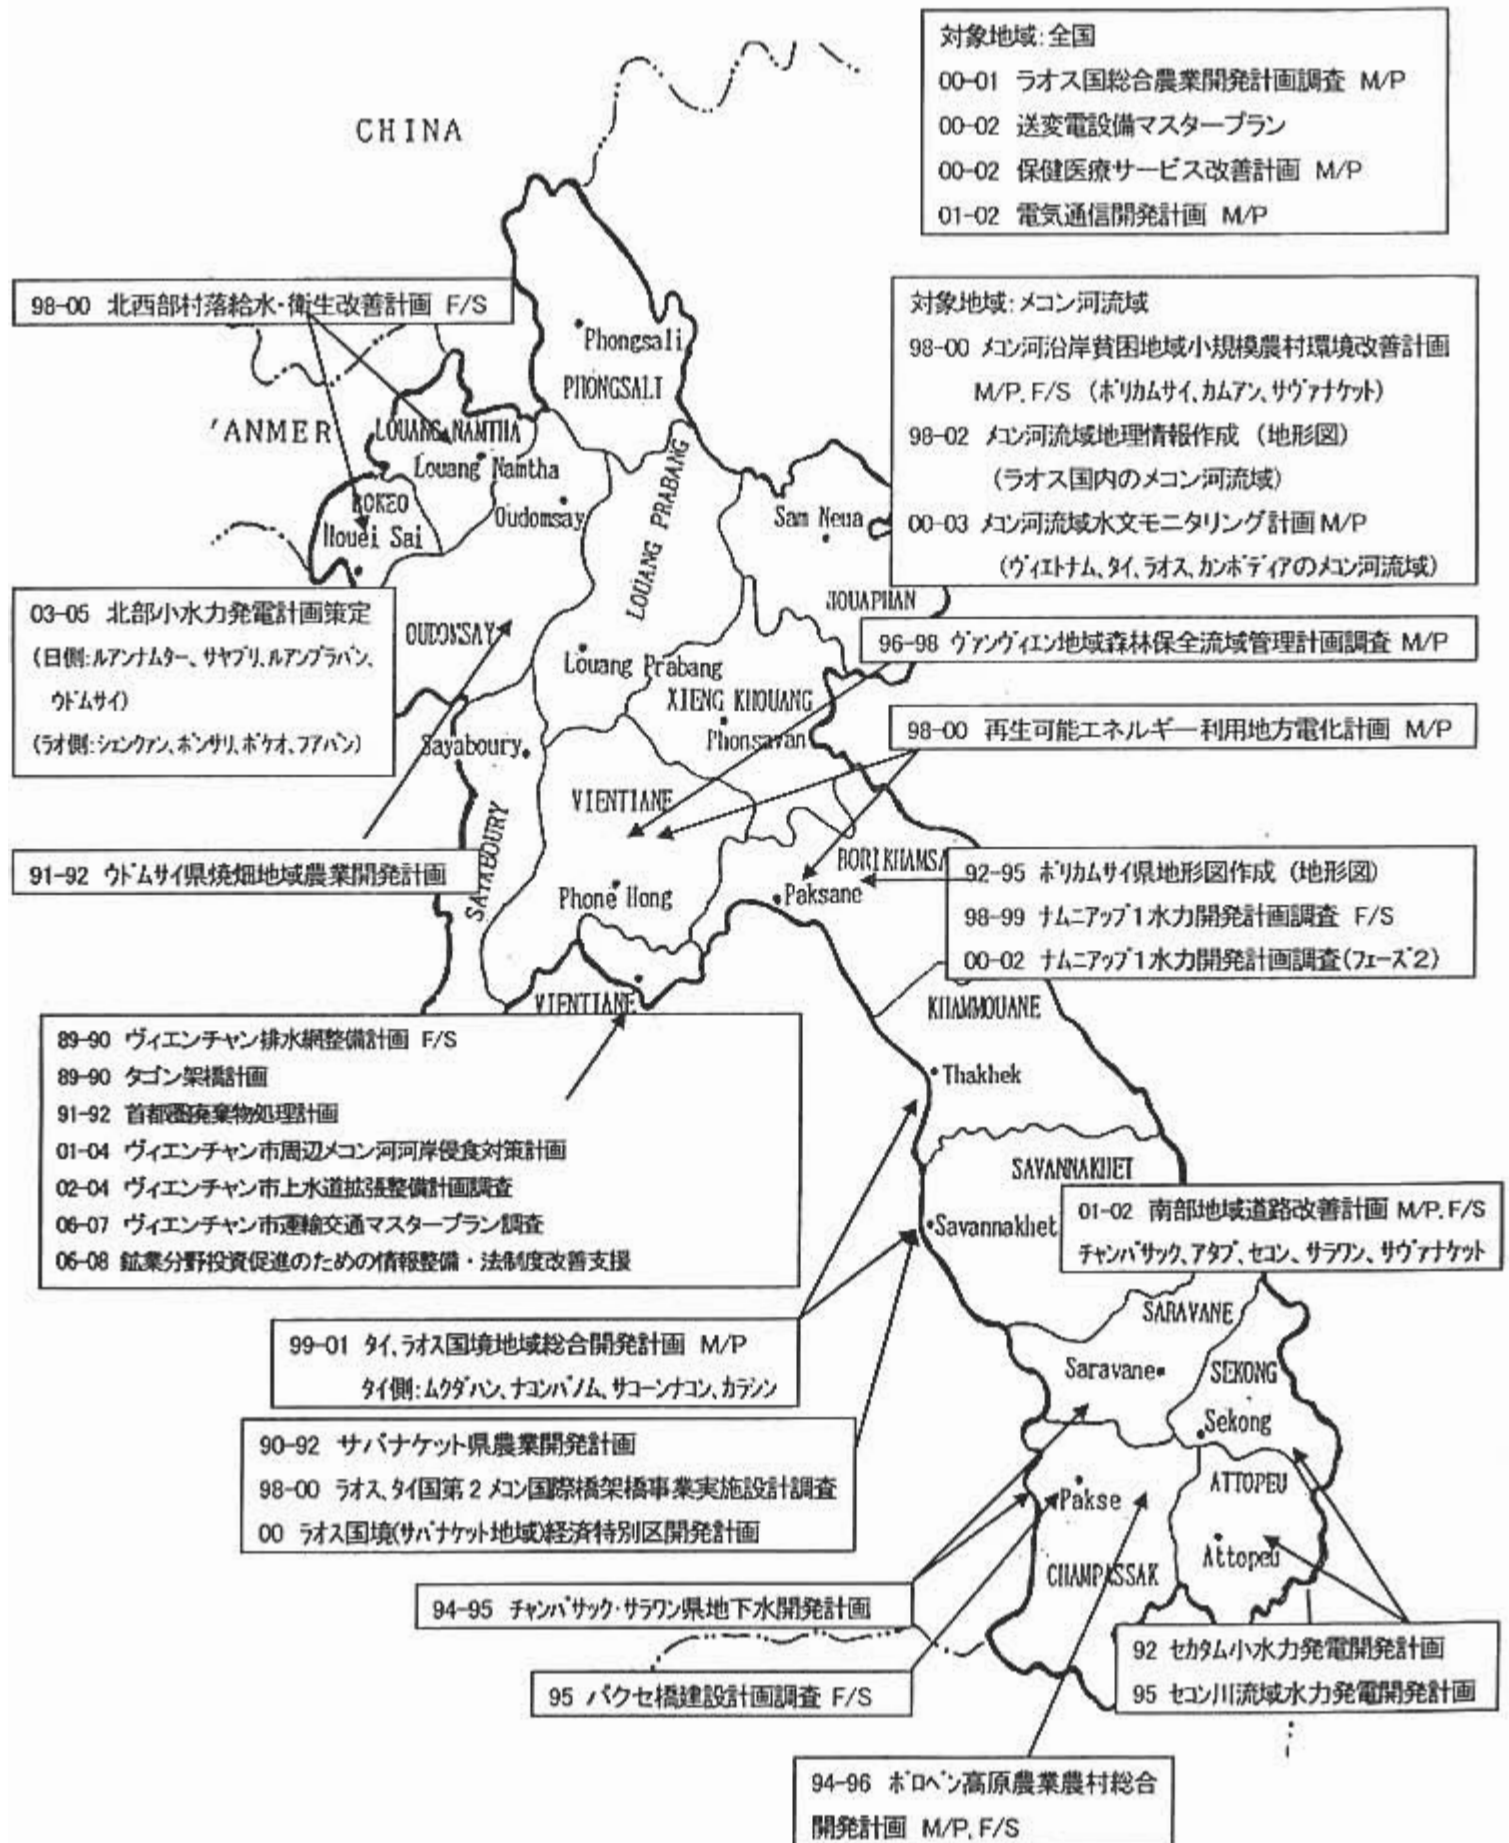 対象地域:全国
00-01 ラオス国総合農業開発計画調査 M/P
00-02 送変電設備マスタープラン
00-02 保健医療サービス改善計画 M/P
01-02 電気通信開発計画 M/P
CHINA
98-00 北西部村落給水・衛生改善計画 F/S
対象地域:メコン河流域
98-00 メコン河沿岸貧困地域小規模農村環境改善計画
M/P, F/S (ボリカムサイ、カムアン、サヴァナケット)
98-02 メコン河流域地理情報作成 (地形図)
(ラオス国内のメコン河流域)
00-03 メコン河流域水文モニタリング計画 M/P
(ヴィエトナム、タイ、ラオス、カンボディアのメコン河流域)
Phongsali
PHONGSALI
'ANMER
LOUANG NAMTHA
Louang Namtha
BOKEO
Houei Sai
Oudomsay
LOUANG PRABANG
Sam Neua
HOUAPHAN
03-05 北部小水力発電計画策定
(日側:ルアンナムター、サヤブリ、ルアンプラバン、
ウドムサイ)
(ラオ側:シェンクァン、ポンサリ、ボケオ、フアパン)
OUDOMSAY
96-98 ヴァンヴィエン地域森林保全流域管理計画調査 M/P
Louang Prabang
XIENG KHOUANG
Phonsavan
98-00 再生可能エネルギー利用地方電化計画 M/P
Sayaboury
SAYABOURY
VIENTIANE
91-92 ウドムサイ県焼畑地域農業開発計画
BORIKHAMSA
92-95 ボリカムサイ県地形図作成 (地形図)
98-99 ナムニアップ1水力開発計画調査 F/S
00-02 ナムニアップ1水力開発計画調査(フェーズ2)
Phone Hong
Paksane
VIENTIANE
KHAMMOUANE
89-90 ヴィエンチャン排水網整備計画 F/S
89-90 タゴン架橋計画
91-92 首都圏廃棄物処理計画
01-04 ヴィエンチャン市周辺メコン河河岸侵食対策計画
02-04 ヴィエンチャン市上水道拡張整備計画調査
06-07 ヴィエンチャン市運輸交通マスタープラン調査
06-08 鉱業分野投資促進のための情報整備・法制度改善支援
Thakhek
SAVANNAKHET
Savannakhet
01-02 南部地域道路改善計画 M/P, F/S
チャンパサック、アタプ、セコン、サラワン、サヴァナケット
99-01 タイ、ラオス国境地域総合開発計画 M/P
タイ側:ムクダハン、ナコンパノム、サコーンナコン、カラシン
SARAVANE
Saravane
SEKONG
Sekong
90-92 サバナケット県農業開発計画
98-00 ラオス、タイ国第2メコン国際橋架橋事業実施設計調査
00 ラオス国境(サバナケット地域)経済特別区開発計画
Pakse
ATTOPEU
Attopeu
CHAMPASSAK
94-95 チャンパサック・サラワン県地下水開発計画
92 セカタム小水力発電開発計画
95 セコン川流域水力発電開発計画
95 パクセ橋建設計画調査 F/S
94-96 ボロベン高原農業農村総合
開発計画 M/P, F/S